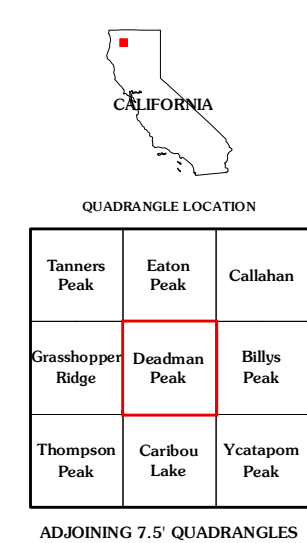 CALIFORNIA
QUADRANGLE LOCATION
Tanners
Peak
Eaton
Peak
Callahan
Grasshopper
Ridge
Deadman
Peak
Billys
Peak
Thompson
Peak
Caribou
Lake
Ycatapom
Peak
ADJOINING 7.5' QUADRANGLES